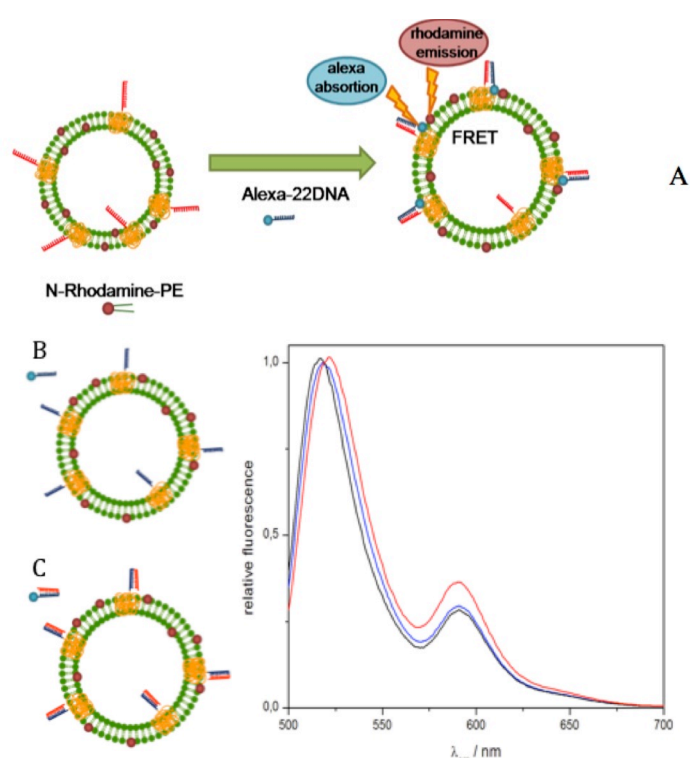 rhodamine
emission
alexa
absortion
FRET
A
Alexa-22DNA
N-Rhodamine-PE
B
C
relative fluorescence
1,0
0,5
0,0
500
550
600
650
700
/ nm